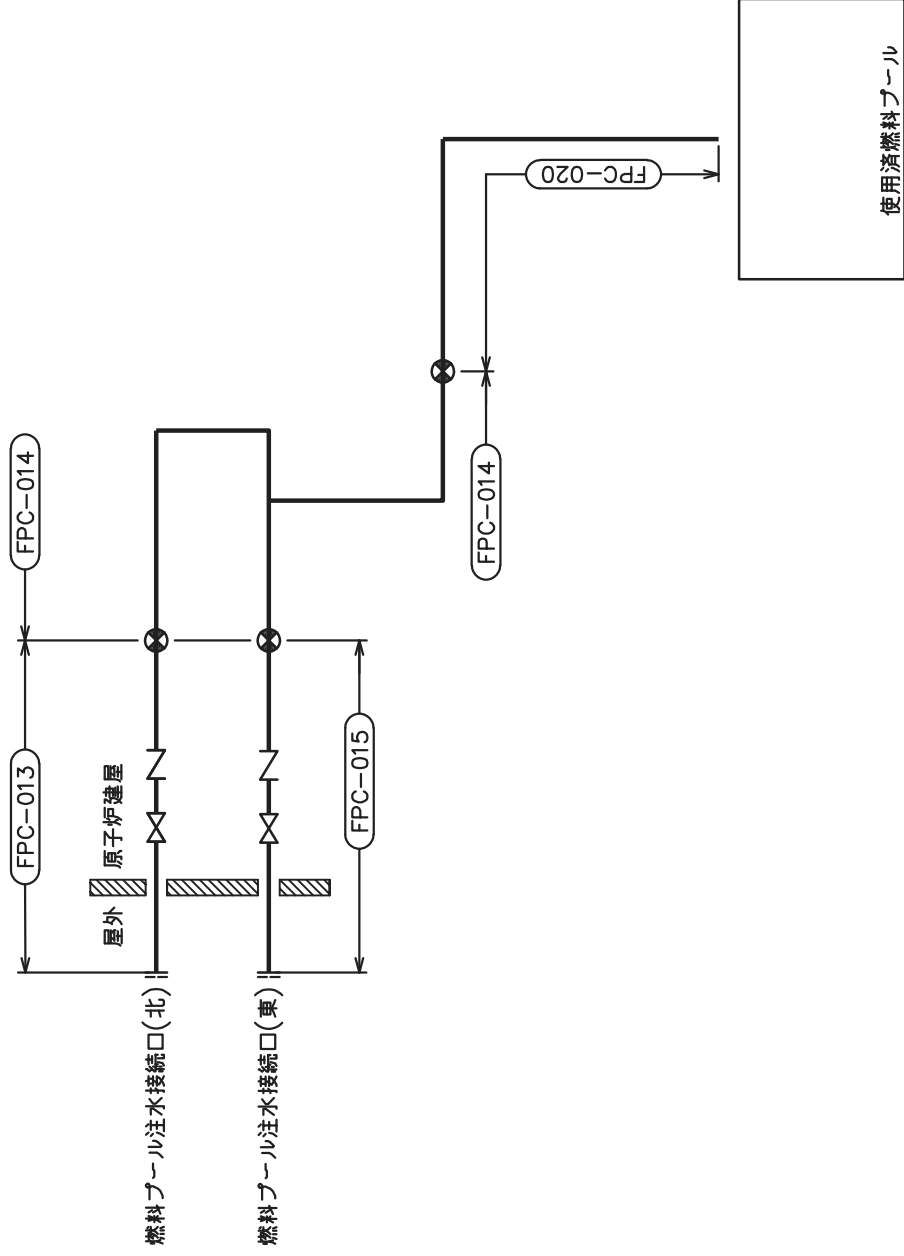 FPC-013
FPC-014
屋外
原子炉建屋
燃料プール注水接続口(北)
燃料プール注水接続口(東)
FPC-015
FPC-014
FPC-020
使用済燃料プール